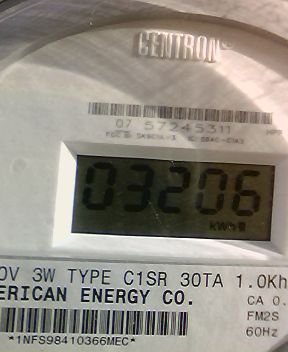 CENTRON®
07 57245311
03206
kWh
0V 3W TYPE C1SR 30TA 1.0Kh
ERICAN ENERGY CO.
CA 0.
FM2S
60Hz
*1NFS98410366MEC*